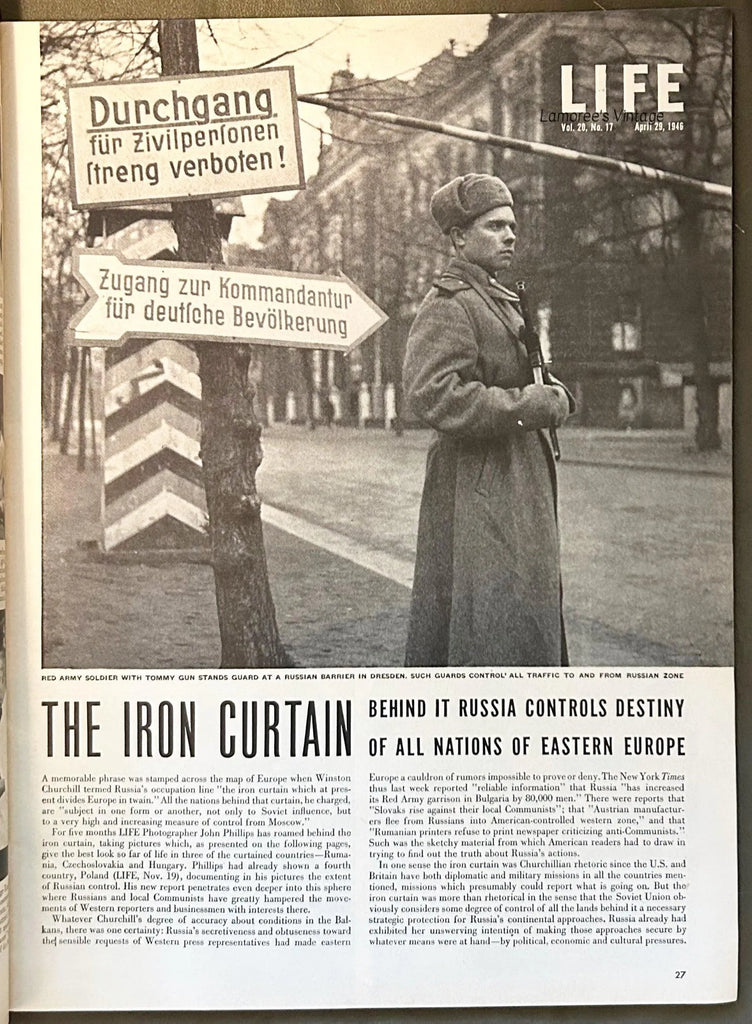 Durchgang
für Zivilperſonen
ſtreng verboten!
LIFE
Lamoree's Vintage
Vol. 20, No. 17 April 29, 1946
Zugang zur Kommandantur
für deutſche Bevölkerung
RED ARMY SOLDIER WITH TOMMY GUN STANDS GUARD AT A RUSSIAN BARRIER IN DRESDEN. SUCH GUARDS CONTROL ALL TRAFFIC TO AND FROM RUSSIAN ZONE
THE IRON CURTAIN
BEHIND IT RUSSIA CONTROLS DESTINY
OF ALL NATIONS OF EASTERN EUROPE
A memorable phrase was stamped across the map of Europe when Winston
Churchill termed Russia's occupation line "the iron curtain which at pres-
ent divides Europe in twain." All the nations behind that curtain, he charged,
are "subject in one form or another, not only to Soviet influence, but
to a very high and increasing measure of control from Moscow."
For five months LIFE Photographer John Phillips has roamed behind the
iron curtain, taking pictures which, as presented on the following pages,
give the best look so far of life in three of the curtained countries—Ruma-
nia, Czechoslovakia and Hungary. Phillips had already shown a fourth
country, Poland (LIFE, Nov. 19), documenting in his pictures the extent
of Russian control. His new report penetrates even deeper into this sphere
where Russians and local Communists have greatly hampered the move-
ments of Western reporters and businessmen with interests there.
Whatever Churchill's degree of accuracy about conditions in the Bal-
kans, there was one certainty: Russia's secretiveness and obtuseness toward
the sensible requests of Western press representatives had made eastern
Europe a cauldron of rumors impossible to prove or deny. The New York Times
thus last week reported "reliable information" that Russia "has increased
its Red Army garrison in Bulgaria by 80,000 men." There were reports that
"Slovaks rise against their local Communists"; that "Austrian manufactur-
ers flee from Russians into American-controlled western zone," and that
"Rumanian printers refuse to print newspaper criticizing anti-Communists."
Such was the sketchy material from which American readers had to draw in
trying to find out the truth about Russia's actions.
In one sense the iron curtain was Churchillian rhetoric since the U.S. and
Britain have both diplomatic and military missions in all the countries men-
tioned, missions which presumably could report what is going on. But the
iron curtain was more than rhetorical in the sense that the Soviet Union ob-
viously considers some degree of control of all the lands behind it a necessary
strategic protection for Russia's continental approaches. Russia already had
exhibited her unswerving intention of making those approaches secure by
whatever means were at hand—by political, economic and cultural pressures.
27